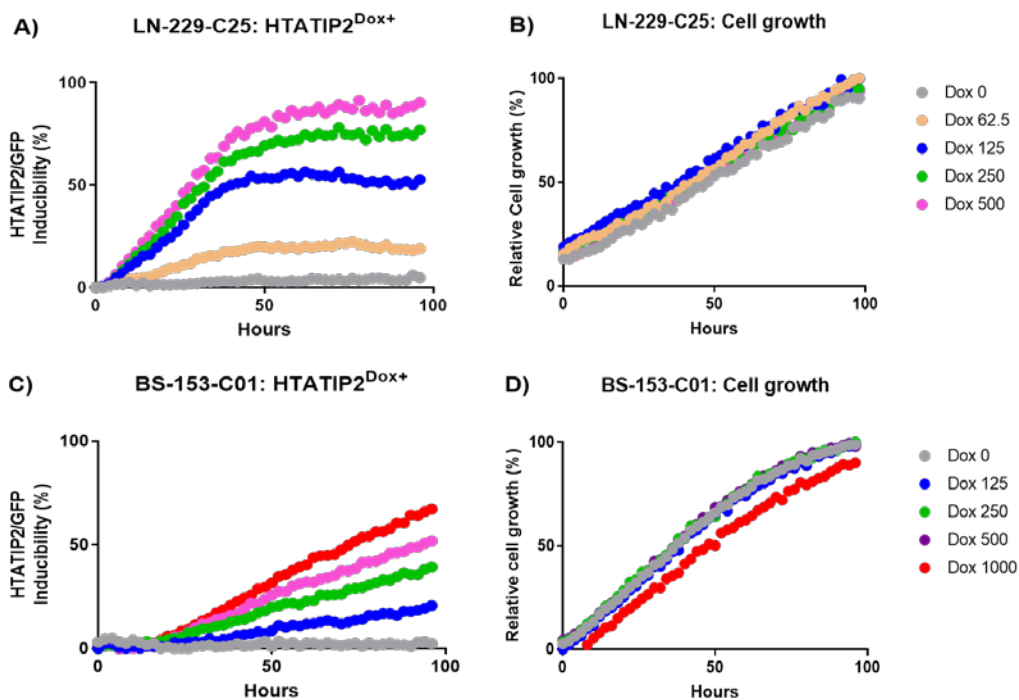 A)
LN-229-C25: HTATIP2Dox+
HTATIP2/GFP
Inducibility (%)
100
50
0
0 50 100
Hours
B)
LN-229-C25: Cell growth
Relative Cell growth (%)
100
50
0
0 50 100
Hours
Dox 0
Dox 62.5
Dox 125
Dox 250
Dox 500
C)
BS-153-C01: HTATIP2Dox+
HTATIP2/GFP
Inducibility (%)
100
50
0
0 50 100
Hours
D)
BS-153-C01: Cell growth
Relative cell growth (%)
100
50
0
0 50 100
Hours
Dox 0
Dox 125
Dox 250
Dox 500
Dox 1000